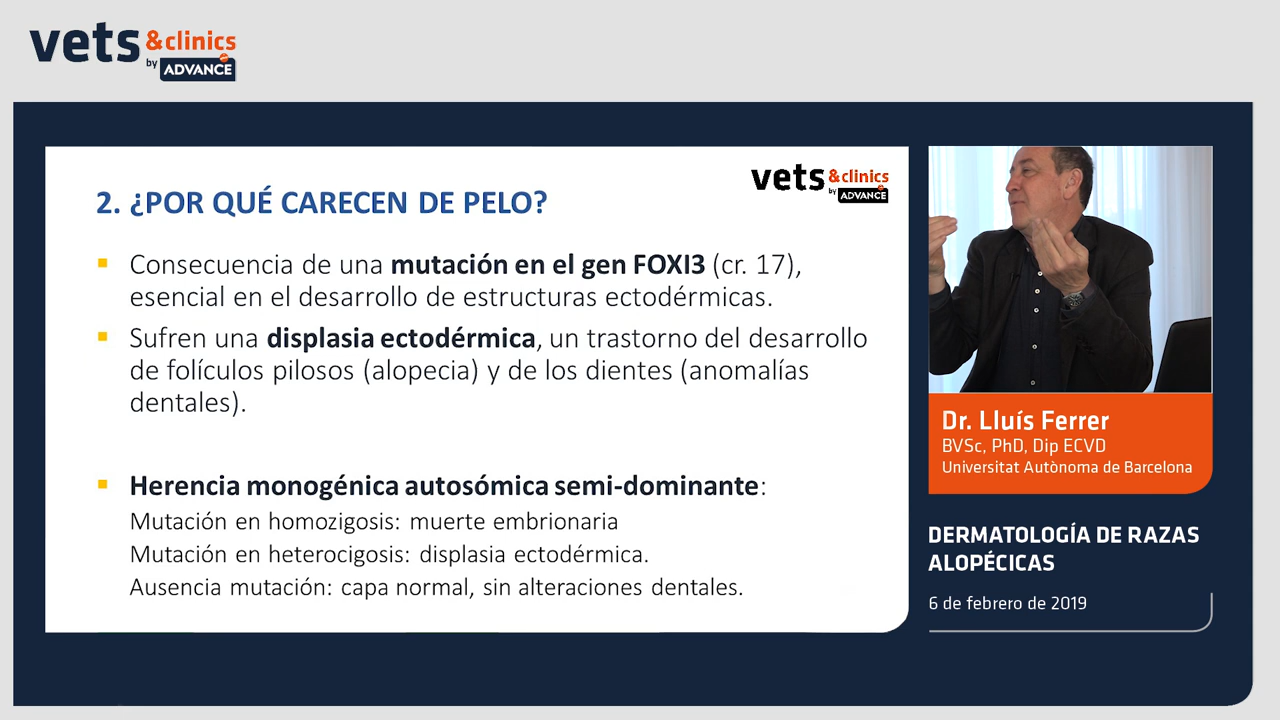 vets &clinics
by ADVANCE
vets &clinics
by ADVANCE
2. ¿POR QUÉ CARECEN DE PELO?
Consecuencia de una mutación en el gen FOXI3 (cr. 17),
esencial en el desarrollo de estructuras ectodérmicas.
Sufren una displasia ectodérmica, un trastorno del desarrollo
de folículos pilosos (alopecia) y de los dientes (anomalías
dentales).
Herencia monogénica autosómica semi-dominante:
Mutación en homozigosis: muerte embrionaria
Mutación en heterocigosis: displasia ectodérmica.
Ausencia mutación: capa normal, sin alteraciones dentales.
Dr. Lluís Ferrer
BVSc, PhD, Dip ECVD
Universitat Autònoma de Barcelona
DERMATOLOGÍA DE RAZAS
ALOPÉCICAS
6 de febrero de 2019